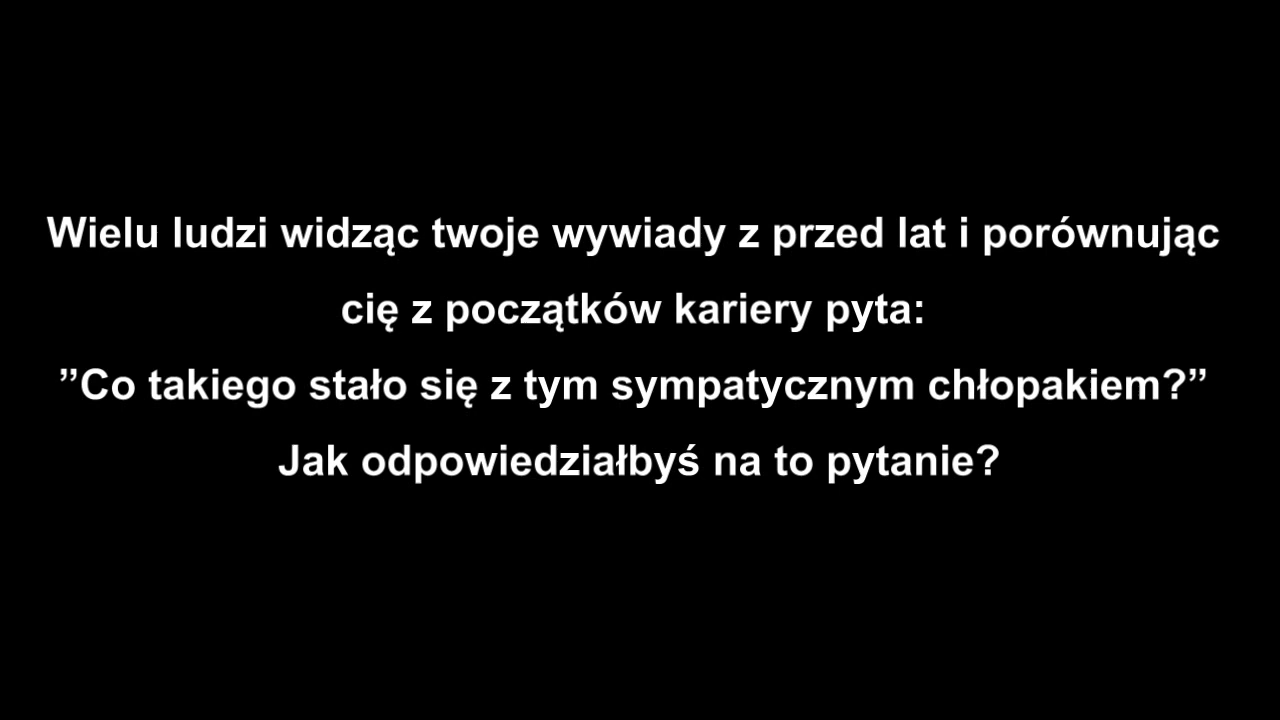 Wielu ludzi widząc twoje wywiady z przed lat i porównując
cię z początków kariery pyta:
”Co takiego stało się z tym sympatycznym chłopakiem?”
Jak odpowiedziałbyś na to pytanie?